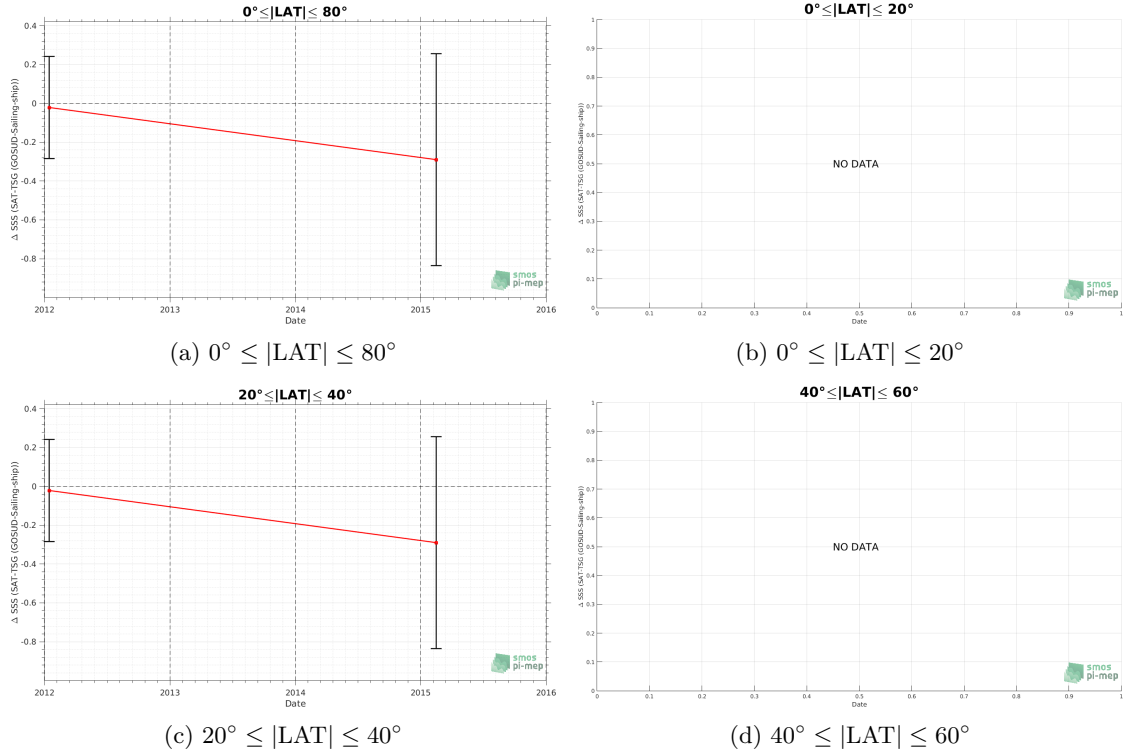 0°≤|LAT|≤ 80°
0.4
0.2
0
-0.2
-0.4
-0.6
-0.8
Δ SSS (SAT-TSG (GOSUD-Sailing-ship))
2012
2013
2014
2015
2016
Date
smos
pi-mep
(a) 0° ≤ |LAT| ≤ 80°
0°≤|LAT|≤ 20°
1
0.9
0.8
0.7
0.6
0.5
0.4
0.3
0.2
0.1
0
Δ SSS (SAT-TSG (GOSUD-Sailing-ship))
NO DATA
0
0.1
0.2
0.3
0.4
0.5
0.6
0.7
0.8
0.9
1
Date
smos
pi-mep
(b) 0° ≤ |LAT| ≤ 20°
20°≤|LAT|≤ 40°
0.4
0.2
0
-0.2
-0.4
-0.6
-0.8
Δ SSS (SAT-TSG (GOSUD-Sailing-ship))
2012
2013
2014
2015
2016
Date
smos
pi-mep
(c) 20° ≤ |LAT| ≤ 40°
40°≤|LAT|≤ 60°
1
0.9
0.8
0.7
0.6
0.5
0.4
0.3
0.2
0.1
0
Δ SSS (SAT-TSG (GOSUD-Sailing-ship))
NO DATA
0
0.1
0.2
0.3
0.4
0.5
0.6
0.7
0.8
0.9
1
Date
smos
pi-mep
(d) 40° ≤ |LAT| ≤ 60°